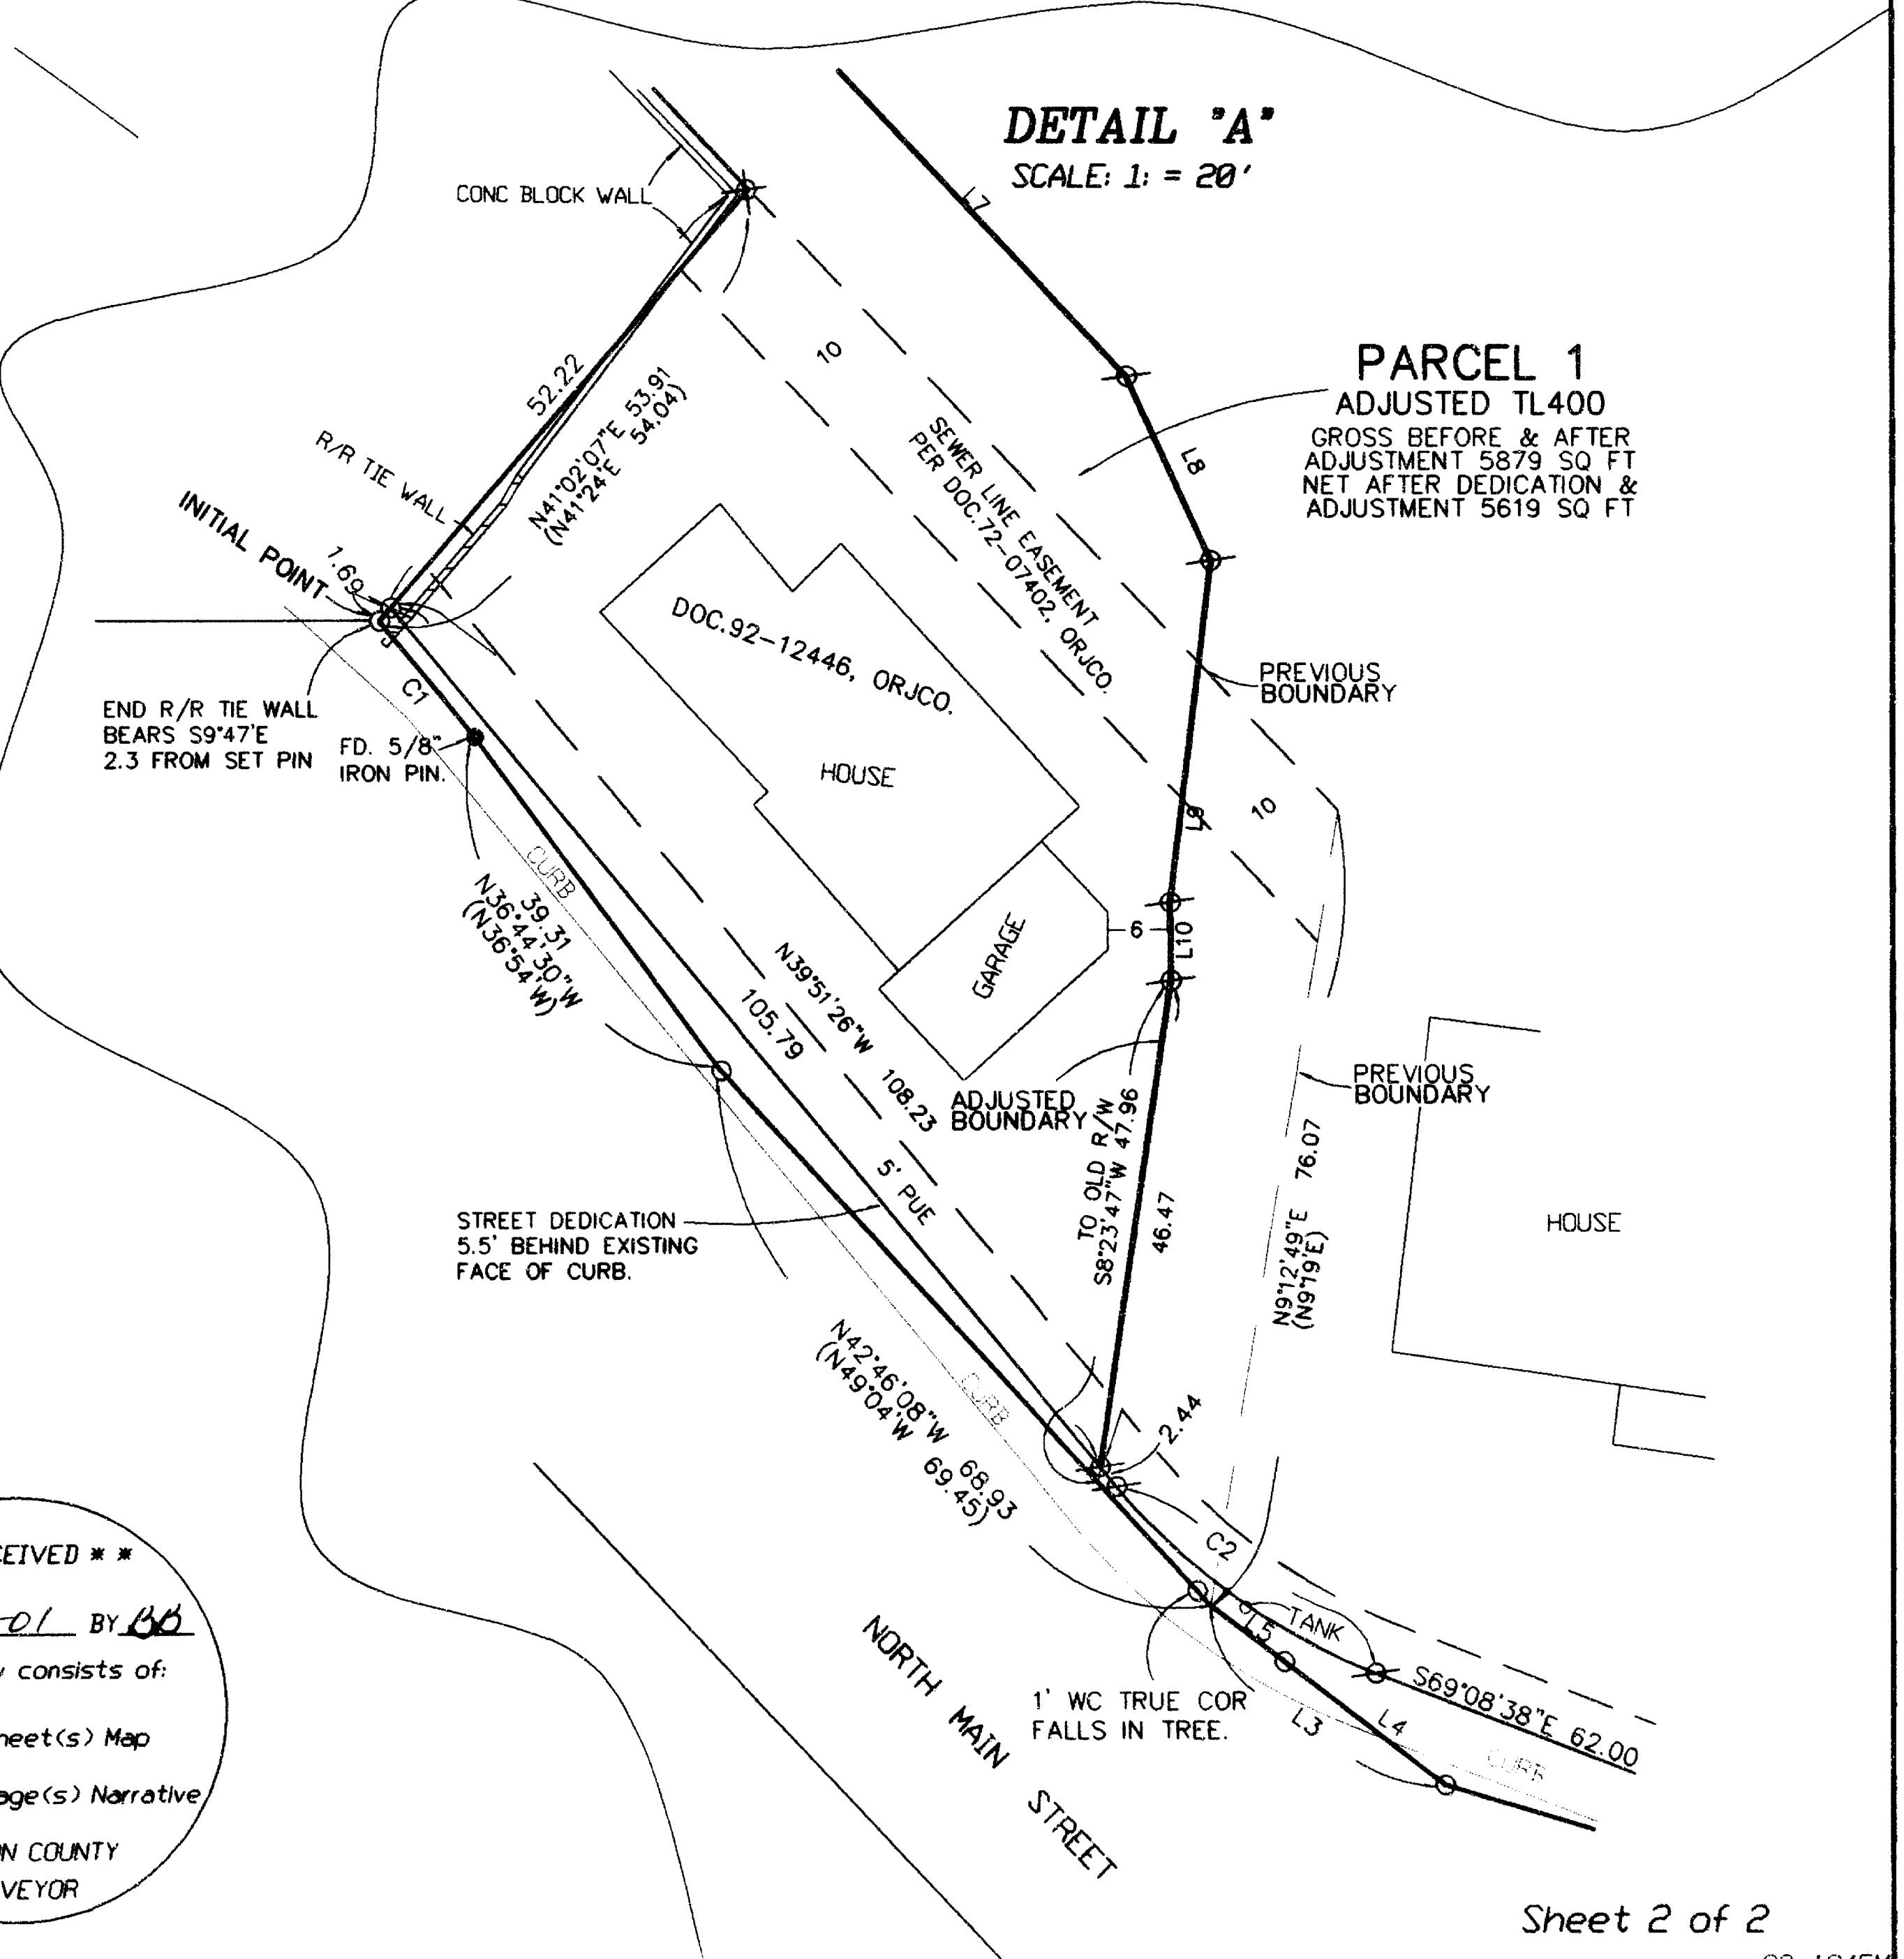 DETAIL "A"
SCALE: 1: = 20'
CONC BLOCK WALL
L7
PARCEL 1
ADJUSTED TL400
GROSS BEFORE & AFTER
ADJUSTMENT 5879 SQ FT
NET AFTER DEDICATION &
ADJUSTMENT 5619 SQ FT
L8
10
52.22
N41°02'07"E 53.91
(N41°24'E 54.04)
R/R TIE WALL
INITIAL POINT
1.69
SEWER LINE EASEMENT
PER DOC.72-07402, ORJCO.
DOC.92-12446, ORJCO.
HOUSE
C1
END R/R TIE WALL
BEARS S9°47'E
2.3 FROM SET PIN
FD. 5/8"
IRON PIN.
PREVIOUS
BOUNDARY
L9
10
CURB
39.31
N36°44'30"W
(N36°54'W)
GARAGE
6
L10
N39°51'26"W 108.23
105.79
ADJUSTED
BOUNDARY
TO OLD R/W
S8°23'47"W 47.96
46.47
PREVIOUS
BOUNDARY
N9°12'49"E 76.07
(N9°19'E)
HOUSE
5' PUE
STREET DEDICATION
5.5' BEHIND EXISTING
FACE OF CURB.
N42°46'08"W 68.93
(N49°04'W 69.45)
CURB
2.44
C2
TANK
L5
S69°08'38"E 62.00
L3
L4
CURB
1' WC TRUE COR
FALLS IN TREE.
NORTH MAIN STREET
CEIVED * *
-01 BY BB
y consists of:
heet(s) Map
age(s) Narrative
ON COUNTY
VEYOR
Sheet 2 of 2